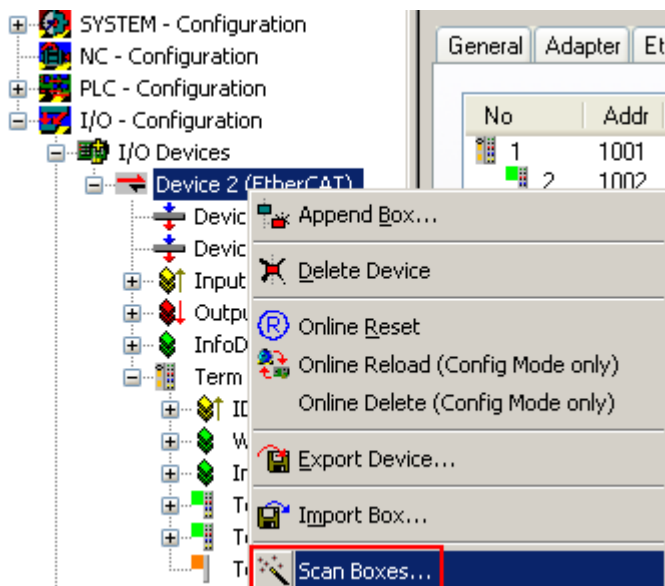 SYSTEM - Configuration
NC - Configuration
PLC - Configuration
I/O - Configuration
I/O Devices
Device 2 (EtherCAT)
Devic
Devic
Input
Outpu
InfoD
Term
General Adapter Et
No Addr
1 1001
2 1002
Append Box...
Delete Device
Online Reset
Online Reload (Config Mode only)
Online Delete (Config Mode only)
Export Device...
Import Box...
Scan Boxes...